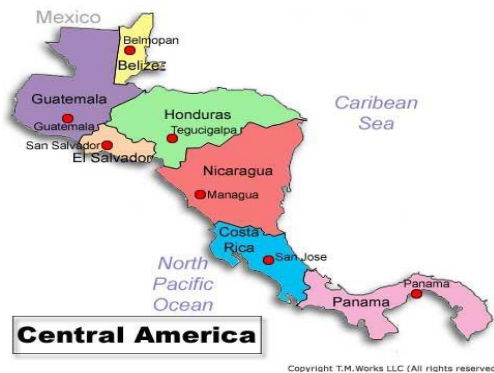 Mexico
Belmopan
Belize
Guatemala
Guatemala
Honduras
Tegucigalpa
Caribean
Sea
San Salvador
El Salvador
Nicaragua
Managua
Costa
Rica
San Jose
North
Pacific
Ocean
Panama
Panama
Central America
Copyright T.M.Works LLC (All rights reserved